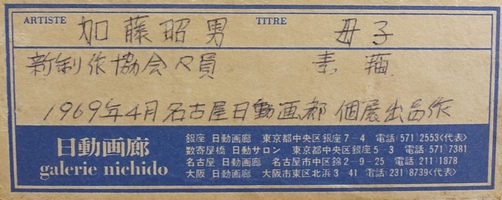 ARTISTE 加藤昭男 TITRE 母子
新制作協会会員 素描
1969年4月名古屋日動画廊 個展出品作
日動画廊
galerie nichido
銀座 日動画廊 東京都中央区銀座7-4 電話(571)2553<代表>
数寄屋橋 日動サロン 東京都中央区銀座5 3 電話(571)7381
名古屋 日動画廊 名古屋市中区錦2-9-25 電話(211)1878
大阪 日動画廊 大阪市東区北浜3-41 電話(231)8739<代表>